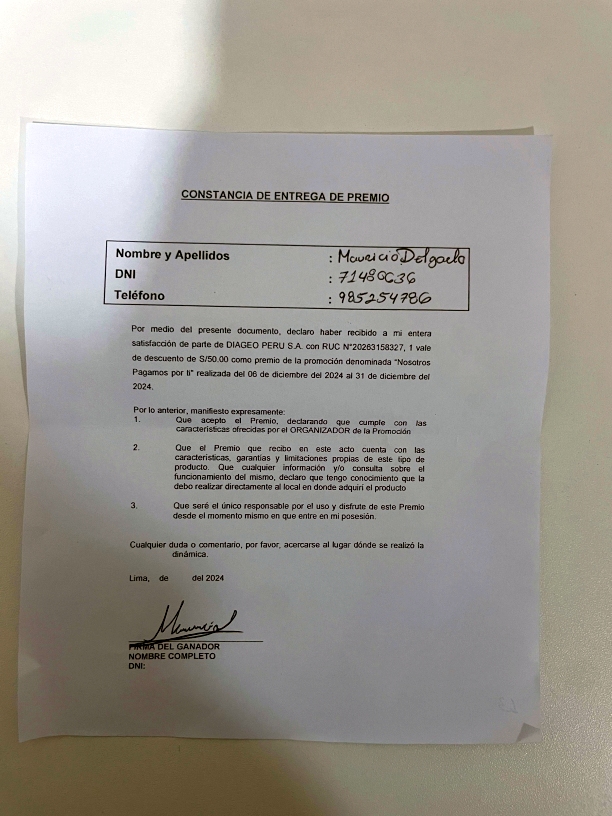 CONSTANCIA DE ENTREGA DE PREMIO
Nombre y Apellidos : Mauricio Delgado
DNI : 71480636
Teléfono : 985254786
Por medio del presente documento, declaro haber recibido a mi entera
satisfacción de parte de DIAGEO PERU S.A. con RUC N°20263158327, 1 vale
de descuento de S/50.00 como premio de la promoción denominada "Nosotros
Pagamos por ti" realizada del 06 de diciembre del 2024 al 31 de diciembre del
2024.
Por lo anterior, manifiesto expresamente:
1. Que acepto el Premio, declarando que cumple con las
características ofrecidas por el ORGANIZADOR de la Promoción
2. Que el Premio que recibo en este acto cuenta con las
características, garantías y limitaciones propias de este tipo de
producto. Que cualquier información y/o consulta sobre el
funcionamiento del mismo, declaro que tengo conocimiento que la
debo realizar directamente al local en donde adquirí el producto
3. Que seré el único responsable por el uso y disfrute de este Premio
desde el momento mismo en que entre en mi posesión.
Cualquier duda o comentario, por favor, acercarse al lugar dónde se realizó la
dinámica.
Lima, de del 2024
FIRMA DEL GANADOR
NOMBRE COMPLETO
DNI: